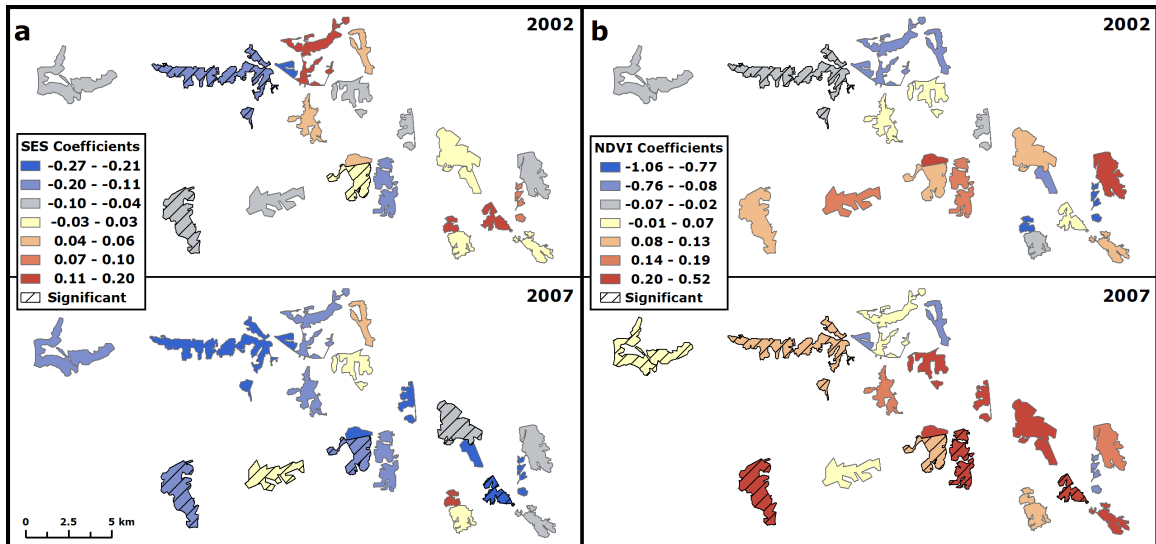 a
2002
SES Coefficients
-0.27 - -0.21
-0.20 - -0.11
-0.10 - -0.04
-0.03 - 0.03
0.04 - 0.06
0.07 - 0.10
0.11 - 0.20
Significant
2007
0 2.5 5 km
b
2002
NDVI Coefficients
-1.06 - -0.77
-0.76 - -0.08
-0.07 - -0.02
-0.01 - 0.07
0.08 - 0.13
0.14 - 0.19
0.20 - 0.52
Significant
2007